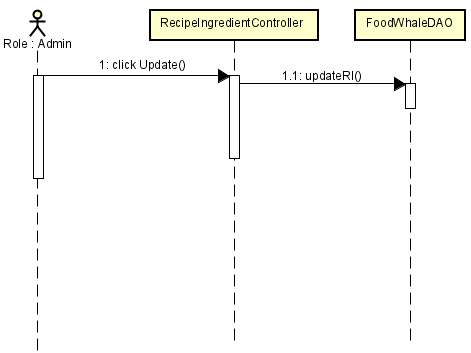 RecipeIngredientController
FoodWhaleDAO
Role : Admin
1: click Update()
1.1: updateRI()